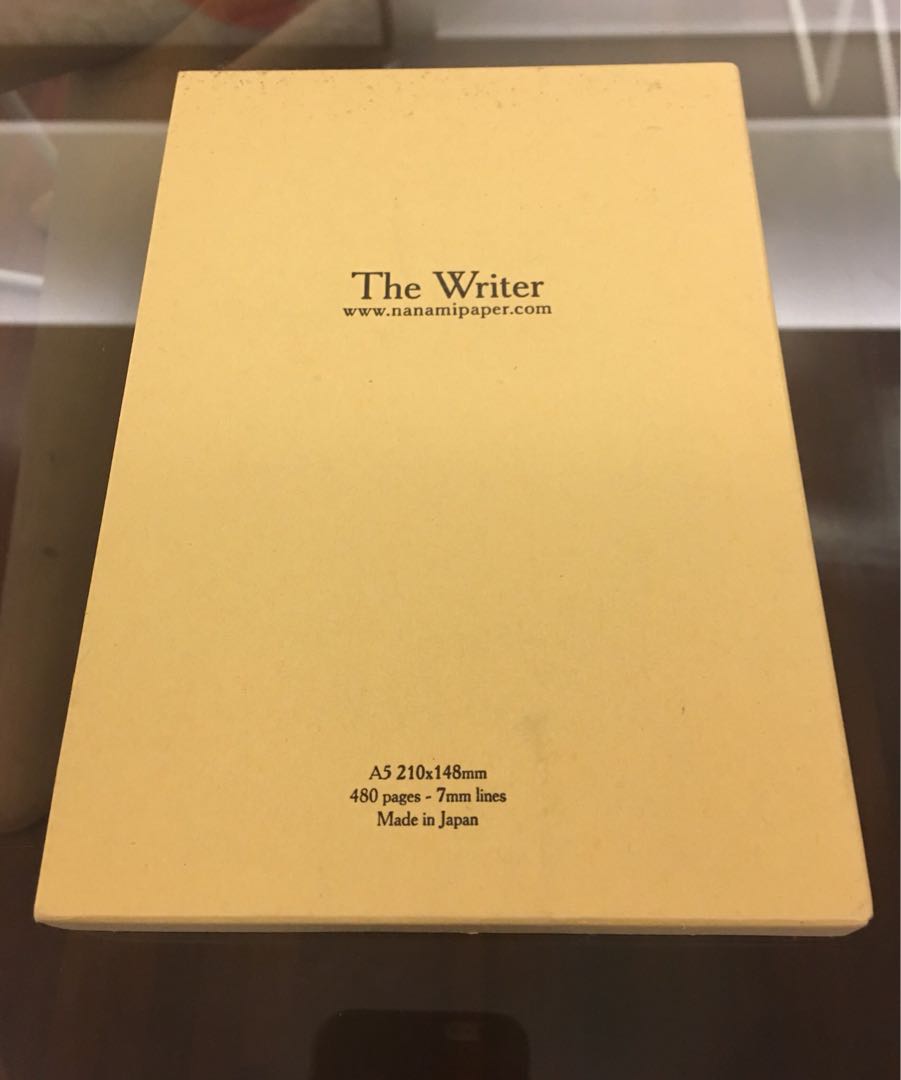 The Writer
www.nanamipaper.com
A5 210x148mm
480 pages - 7mm lines
Made in Japan